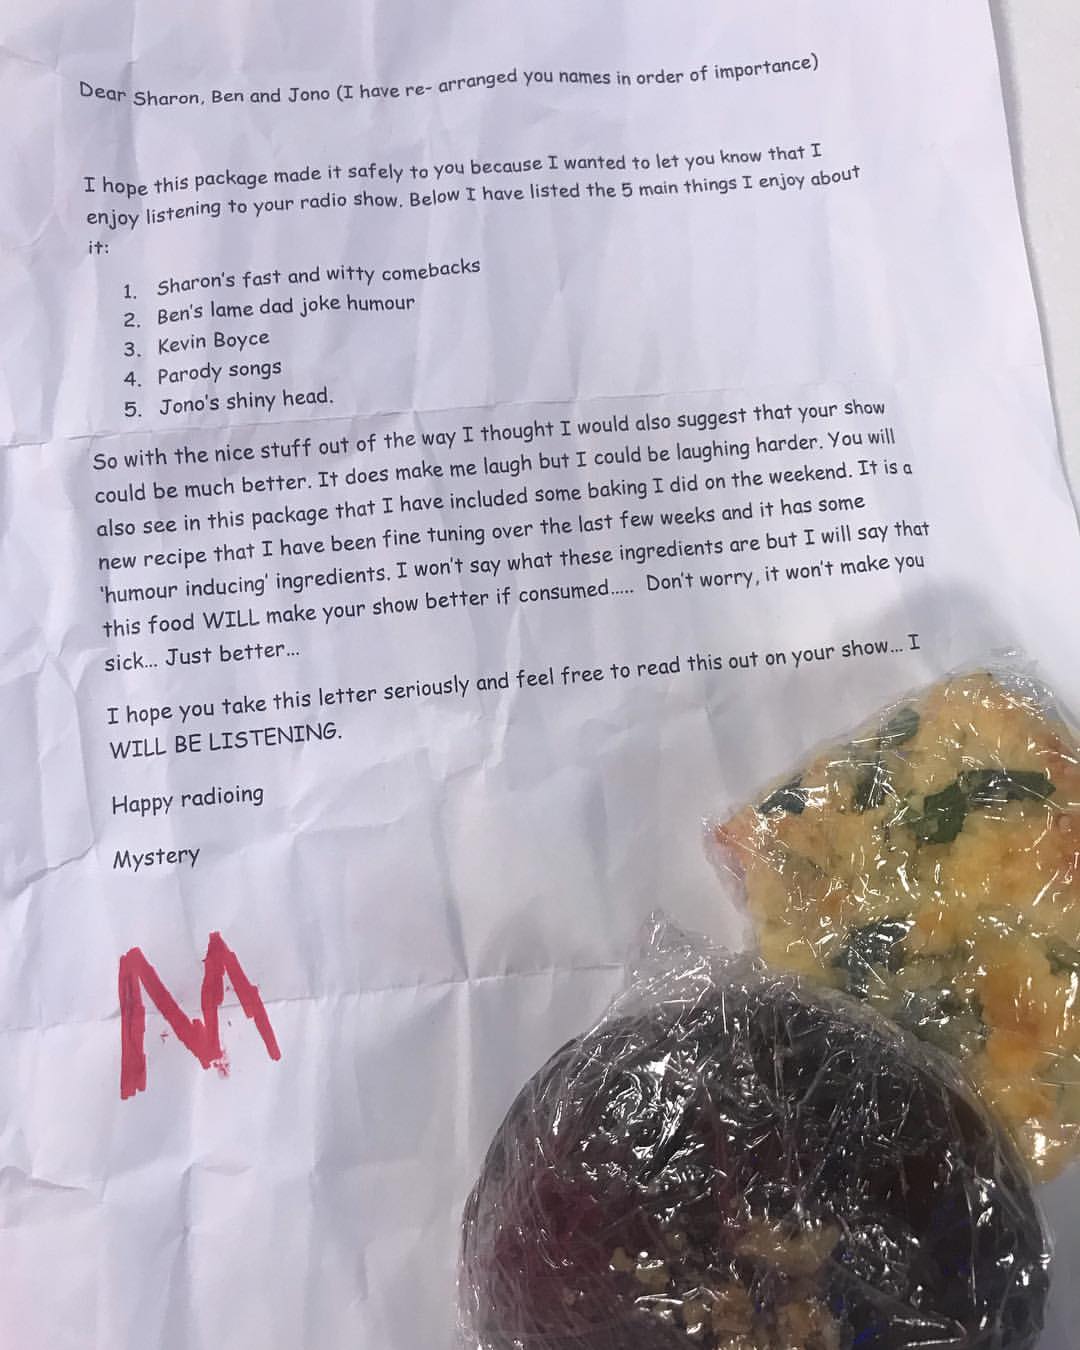 Dear Sharon, Ben and Jono (I have re- arranged you names in order of importance)
I hope this package made it safely to you because I wanted to let you know that I
enjoy listening to your radio show. Below I have listed the 5 main things I enjoy about
it:
1. Sharon's fast and witty comebacks
2. Ben's lame dad joke humour
3. Kevin Boyce
4. Parody songs
5. Jono's shiny head.
So with the nice stuff out of the way I thought I would also suggest that your show
could be much better. It does make me laugh but I could be laughing harder. You will
also see in this package that I have included some baking I did on the weekend. It is a
new recipe that I have been fine tuning over the last few weeks and it has some
'humour inducing' ingredients. I won't say what these ingredients are but I will say that
this food WILL make your show better if consumed..... Don't worry, it won't make you
sick... Just better...
I hope you take this letter seriously and feel free to read this out on your show... I
WILL BE LISTENING.
Happy radioing
Mystery
M